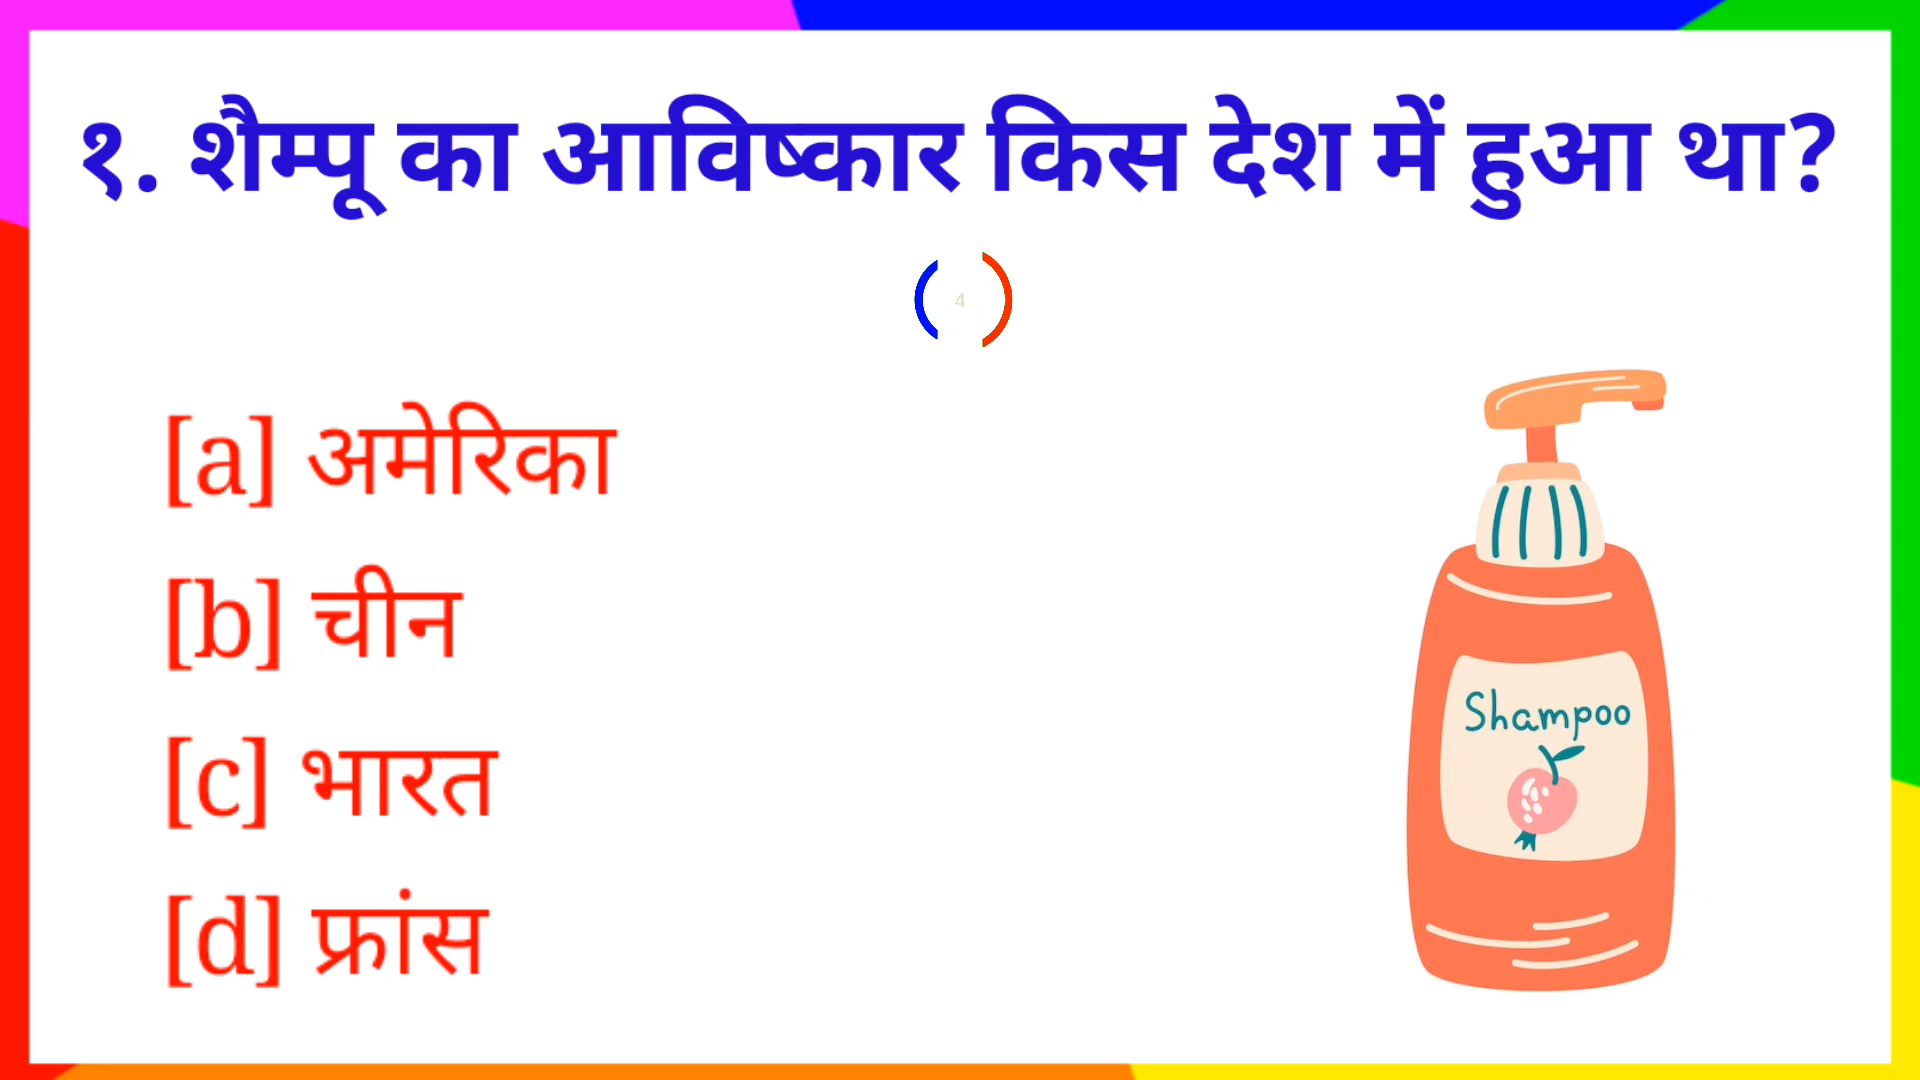 १. शैम्पू का आविष्कार किस देश में हुआ था?
4
[a] अमेरिका
[b] चीन
[c] भारत
[d] फ्रांस
Shampoo